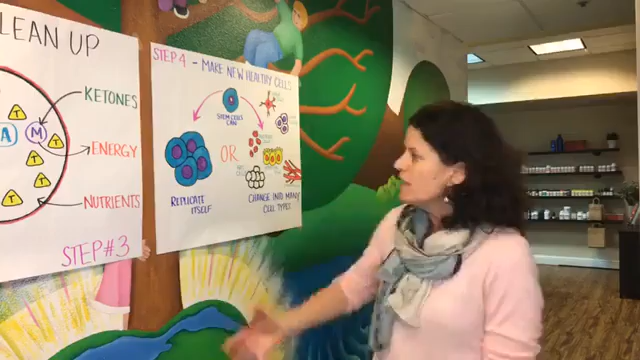 LEAN UP
KETONES
ENERGY
NUTRIENTS
STEP#3
A
M
T
T
T
T
T
T
STEP 4 - MAKE NEW HEALTHY CELLS
STEM CELLS
CAN
OR
REPLICATE
ITSELF
CHANGE INTO MANY
CELL TYPES